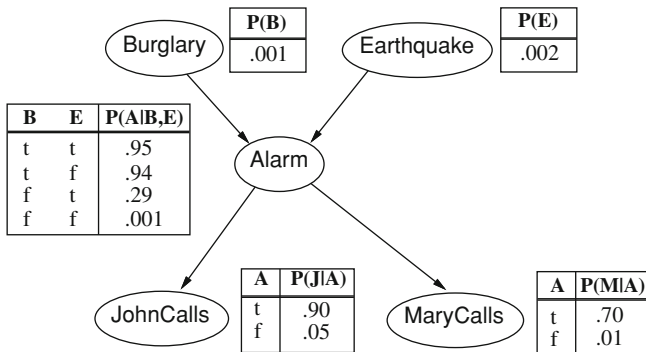 Burglary
P(B)
.001
Earthquake
P(E)
.002
B E P(A|B,E)
t t .95
t f .94
f t .29
f f .001
Alarm
JohnCalls
A P(J|A)
t .90
f .05
MaryCalls
A P(M|A)
t .70
f .01